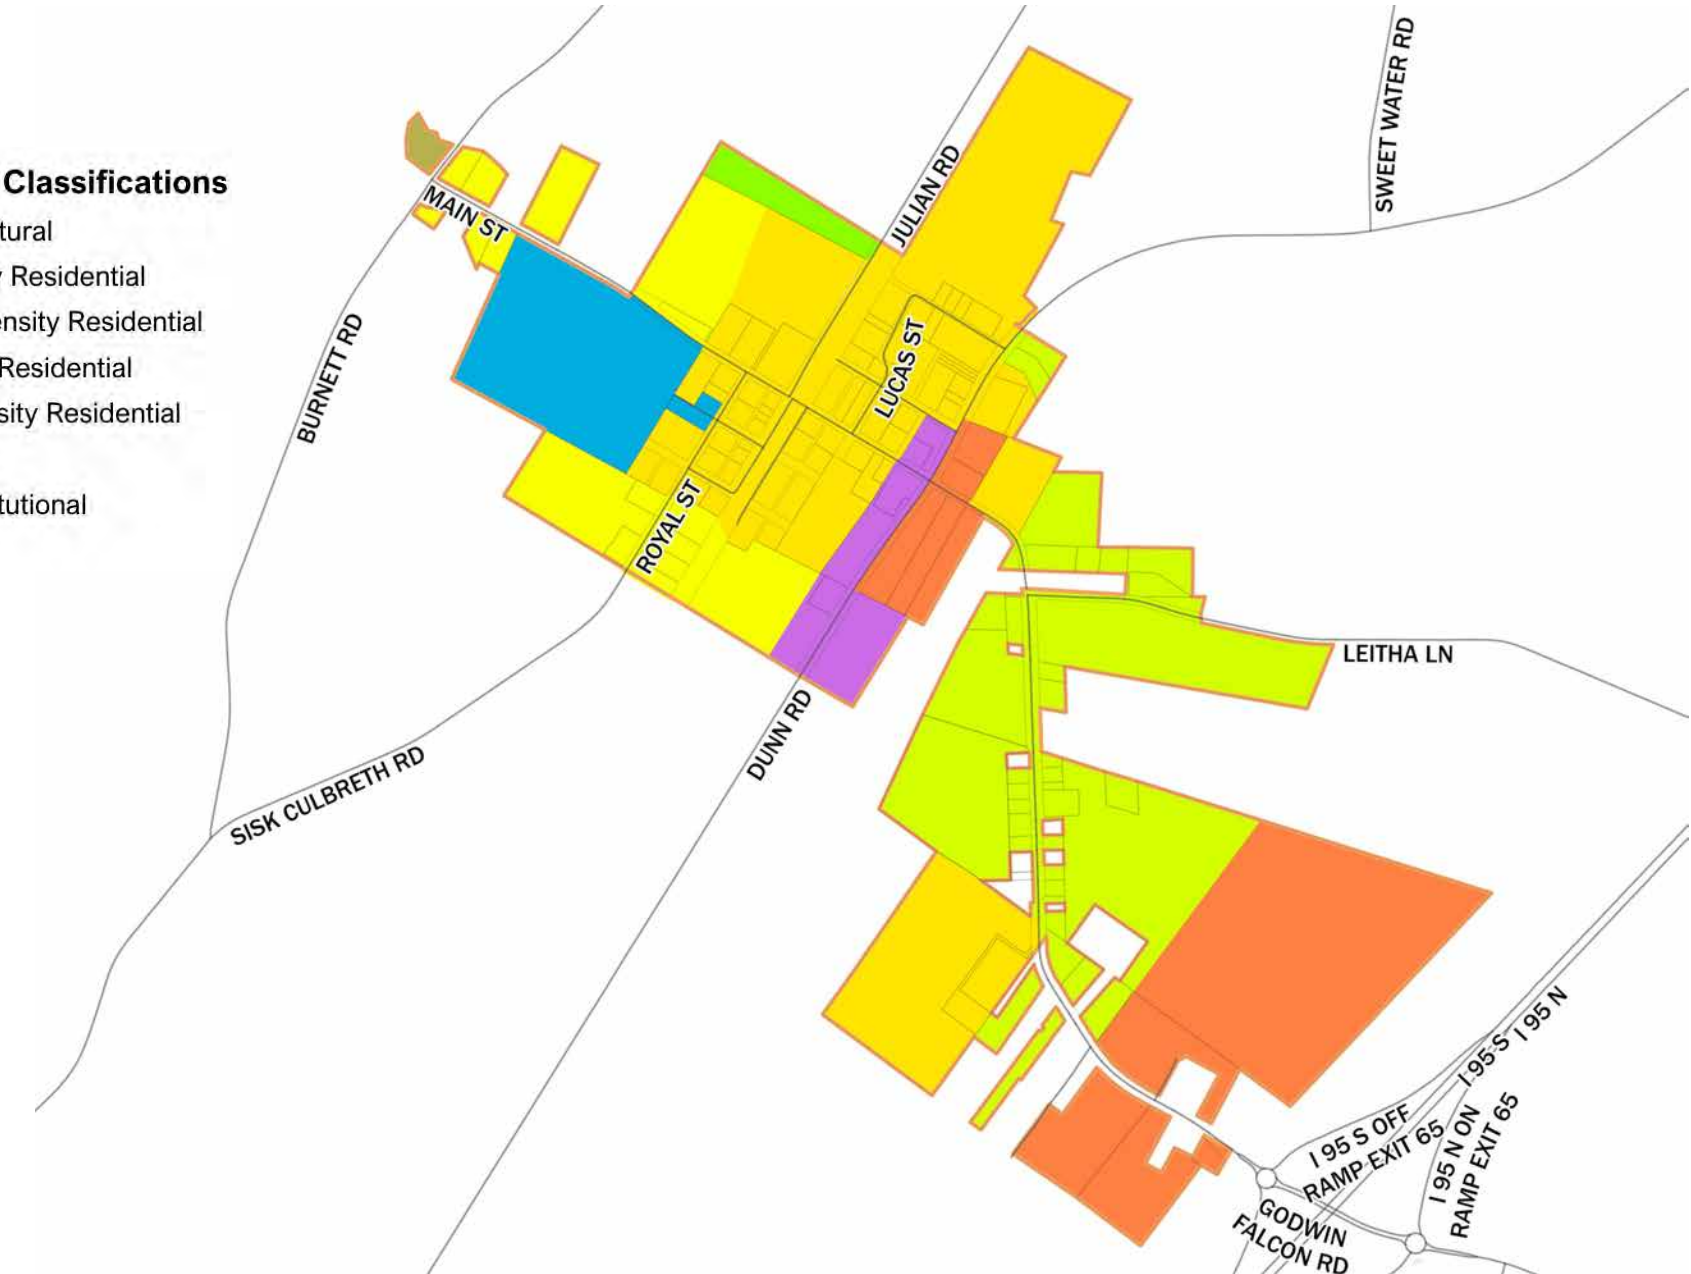 Classifications
tural
y Residential
ensity Residential
Residential
sity Residential
tutional
MAIN ST
JULIAN RD
SWEET WATER RD
LUCAS ST
BURNETT RD
ROYAL ST
LEITHA LN
DUNN RD
SISK CULBRETH RD
I 95 N
I 95 S
I 95 S OFF
RAMP EXIT 65
I 95 N ON
RAMP EXIT 65
GODWIN
FALCON RD